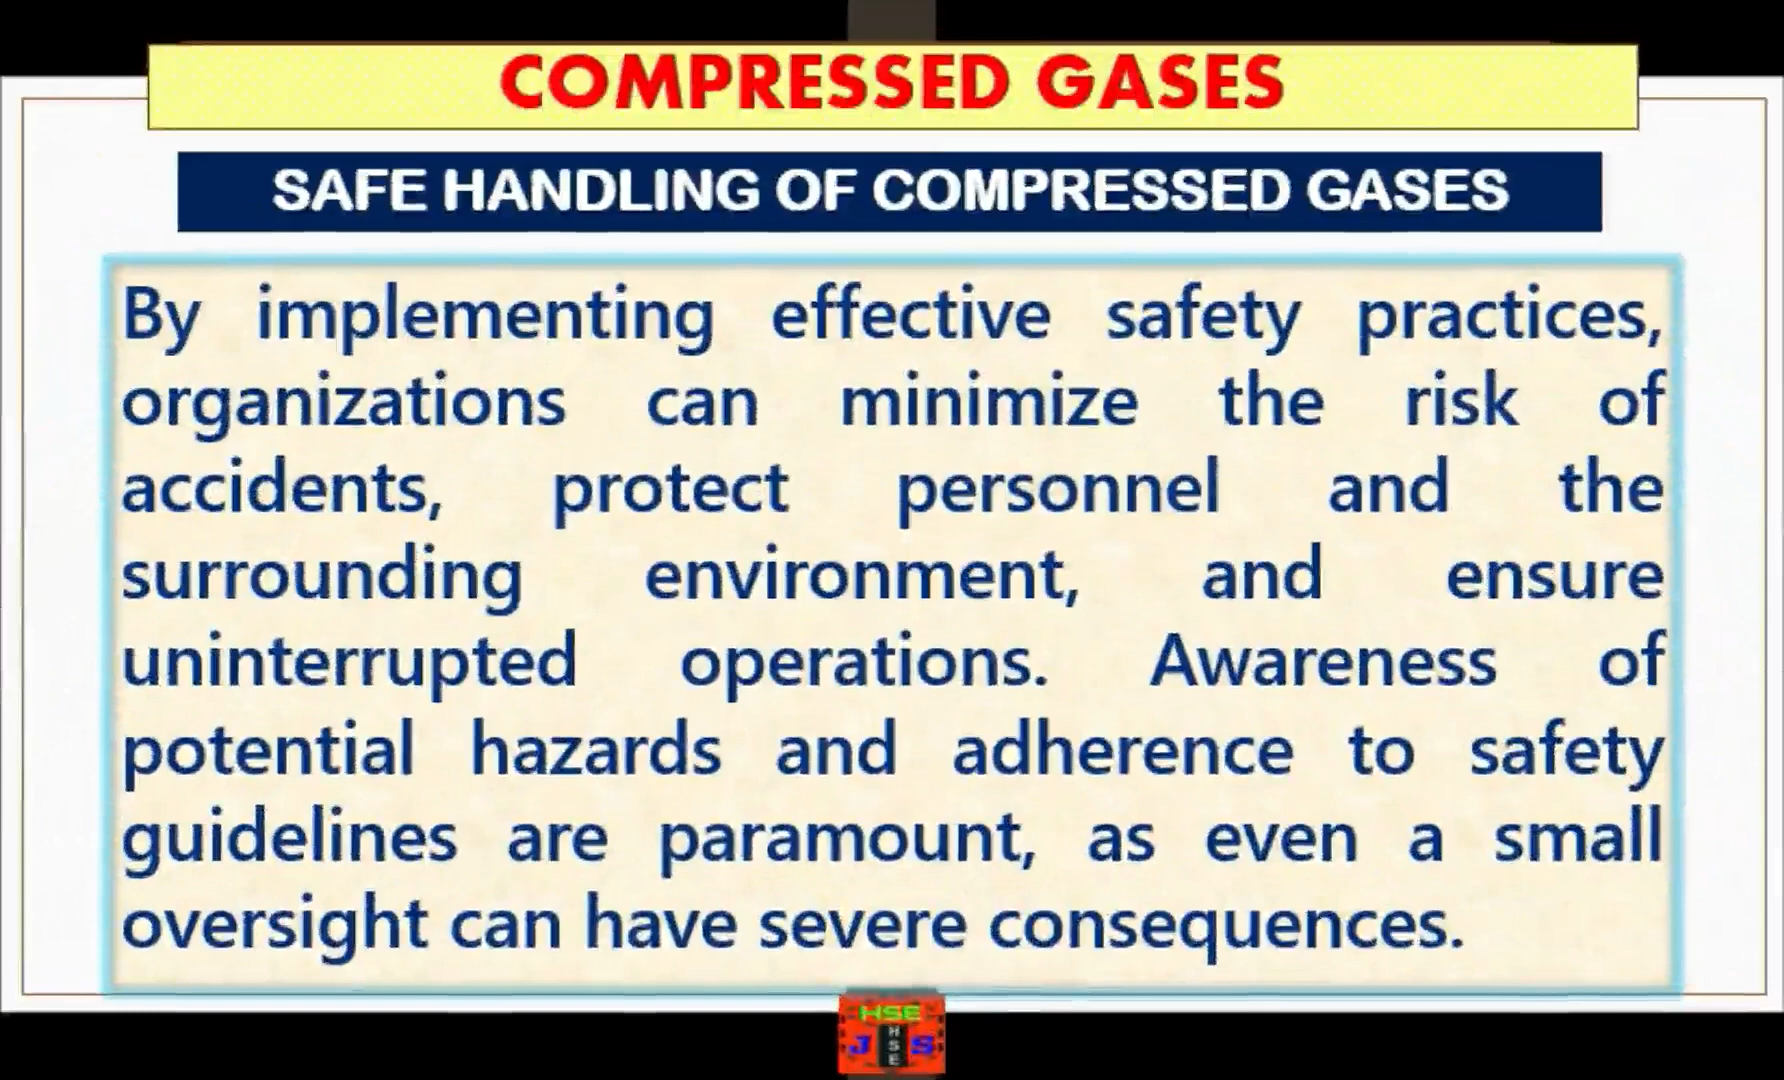 COMPRESSED GASES
SAFE HANDLING OF COMPRESSED GASES
By implementing effective safety practices,
organizations can minimize the risk of
accidents, protect personnel and the
surrounding environment, and ensure
uninterrupted operations. Awareness of
potential hazards and adherence to safety
guidelines are paramount, as even a small
oversight can have severe consequences.
HSE
J HSE S